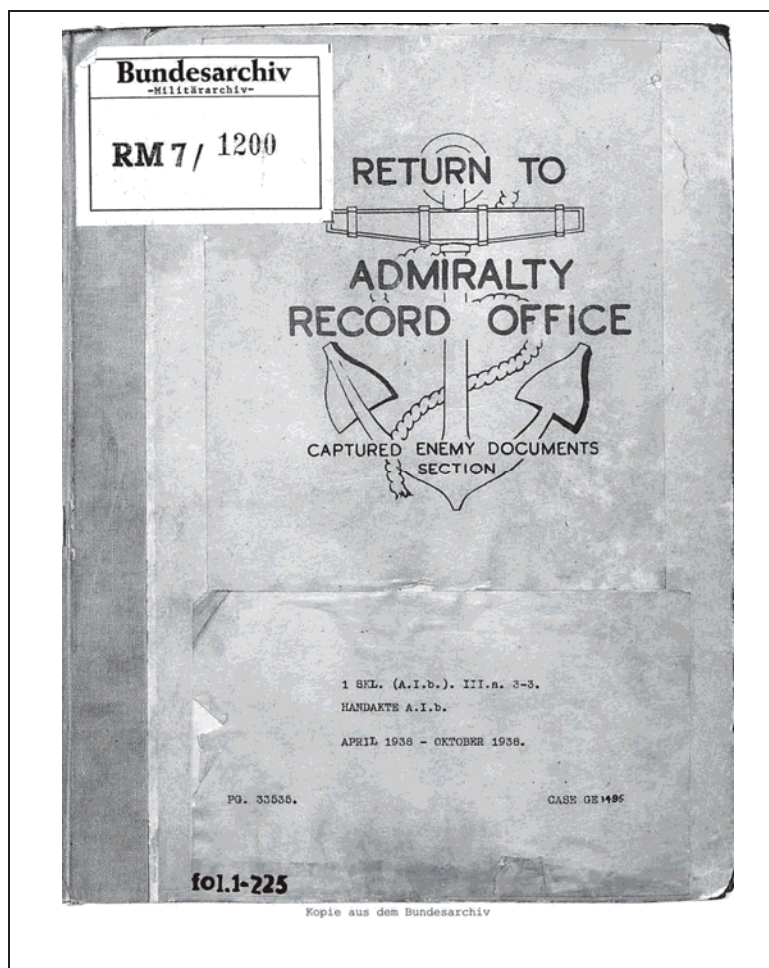 Bundesarchiv
-Militärarchiv-
RM 7/ 1200
RETURN TO
ADMIRALTY
RECORD OFFICE
CAPTURED ENEMY DOCUMENTS
SECTION
1 SKL. (A.I.b.). III.a. 3-3.
HANDAKTE A.I.b.
APRIL 1938 - OKTOBER 1938.
PG. 33535. CASE GE 1495
fol.1-225
Kopie aus dem Bundesarchiv